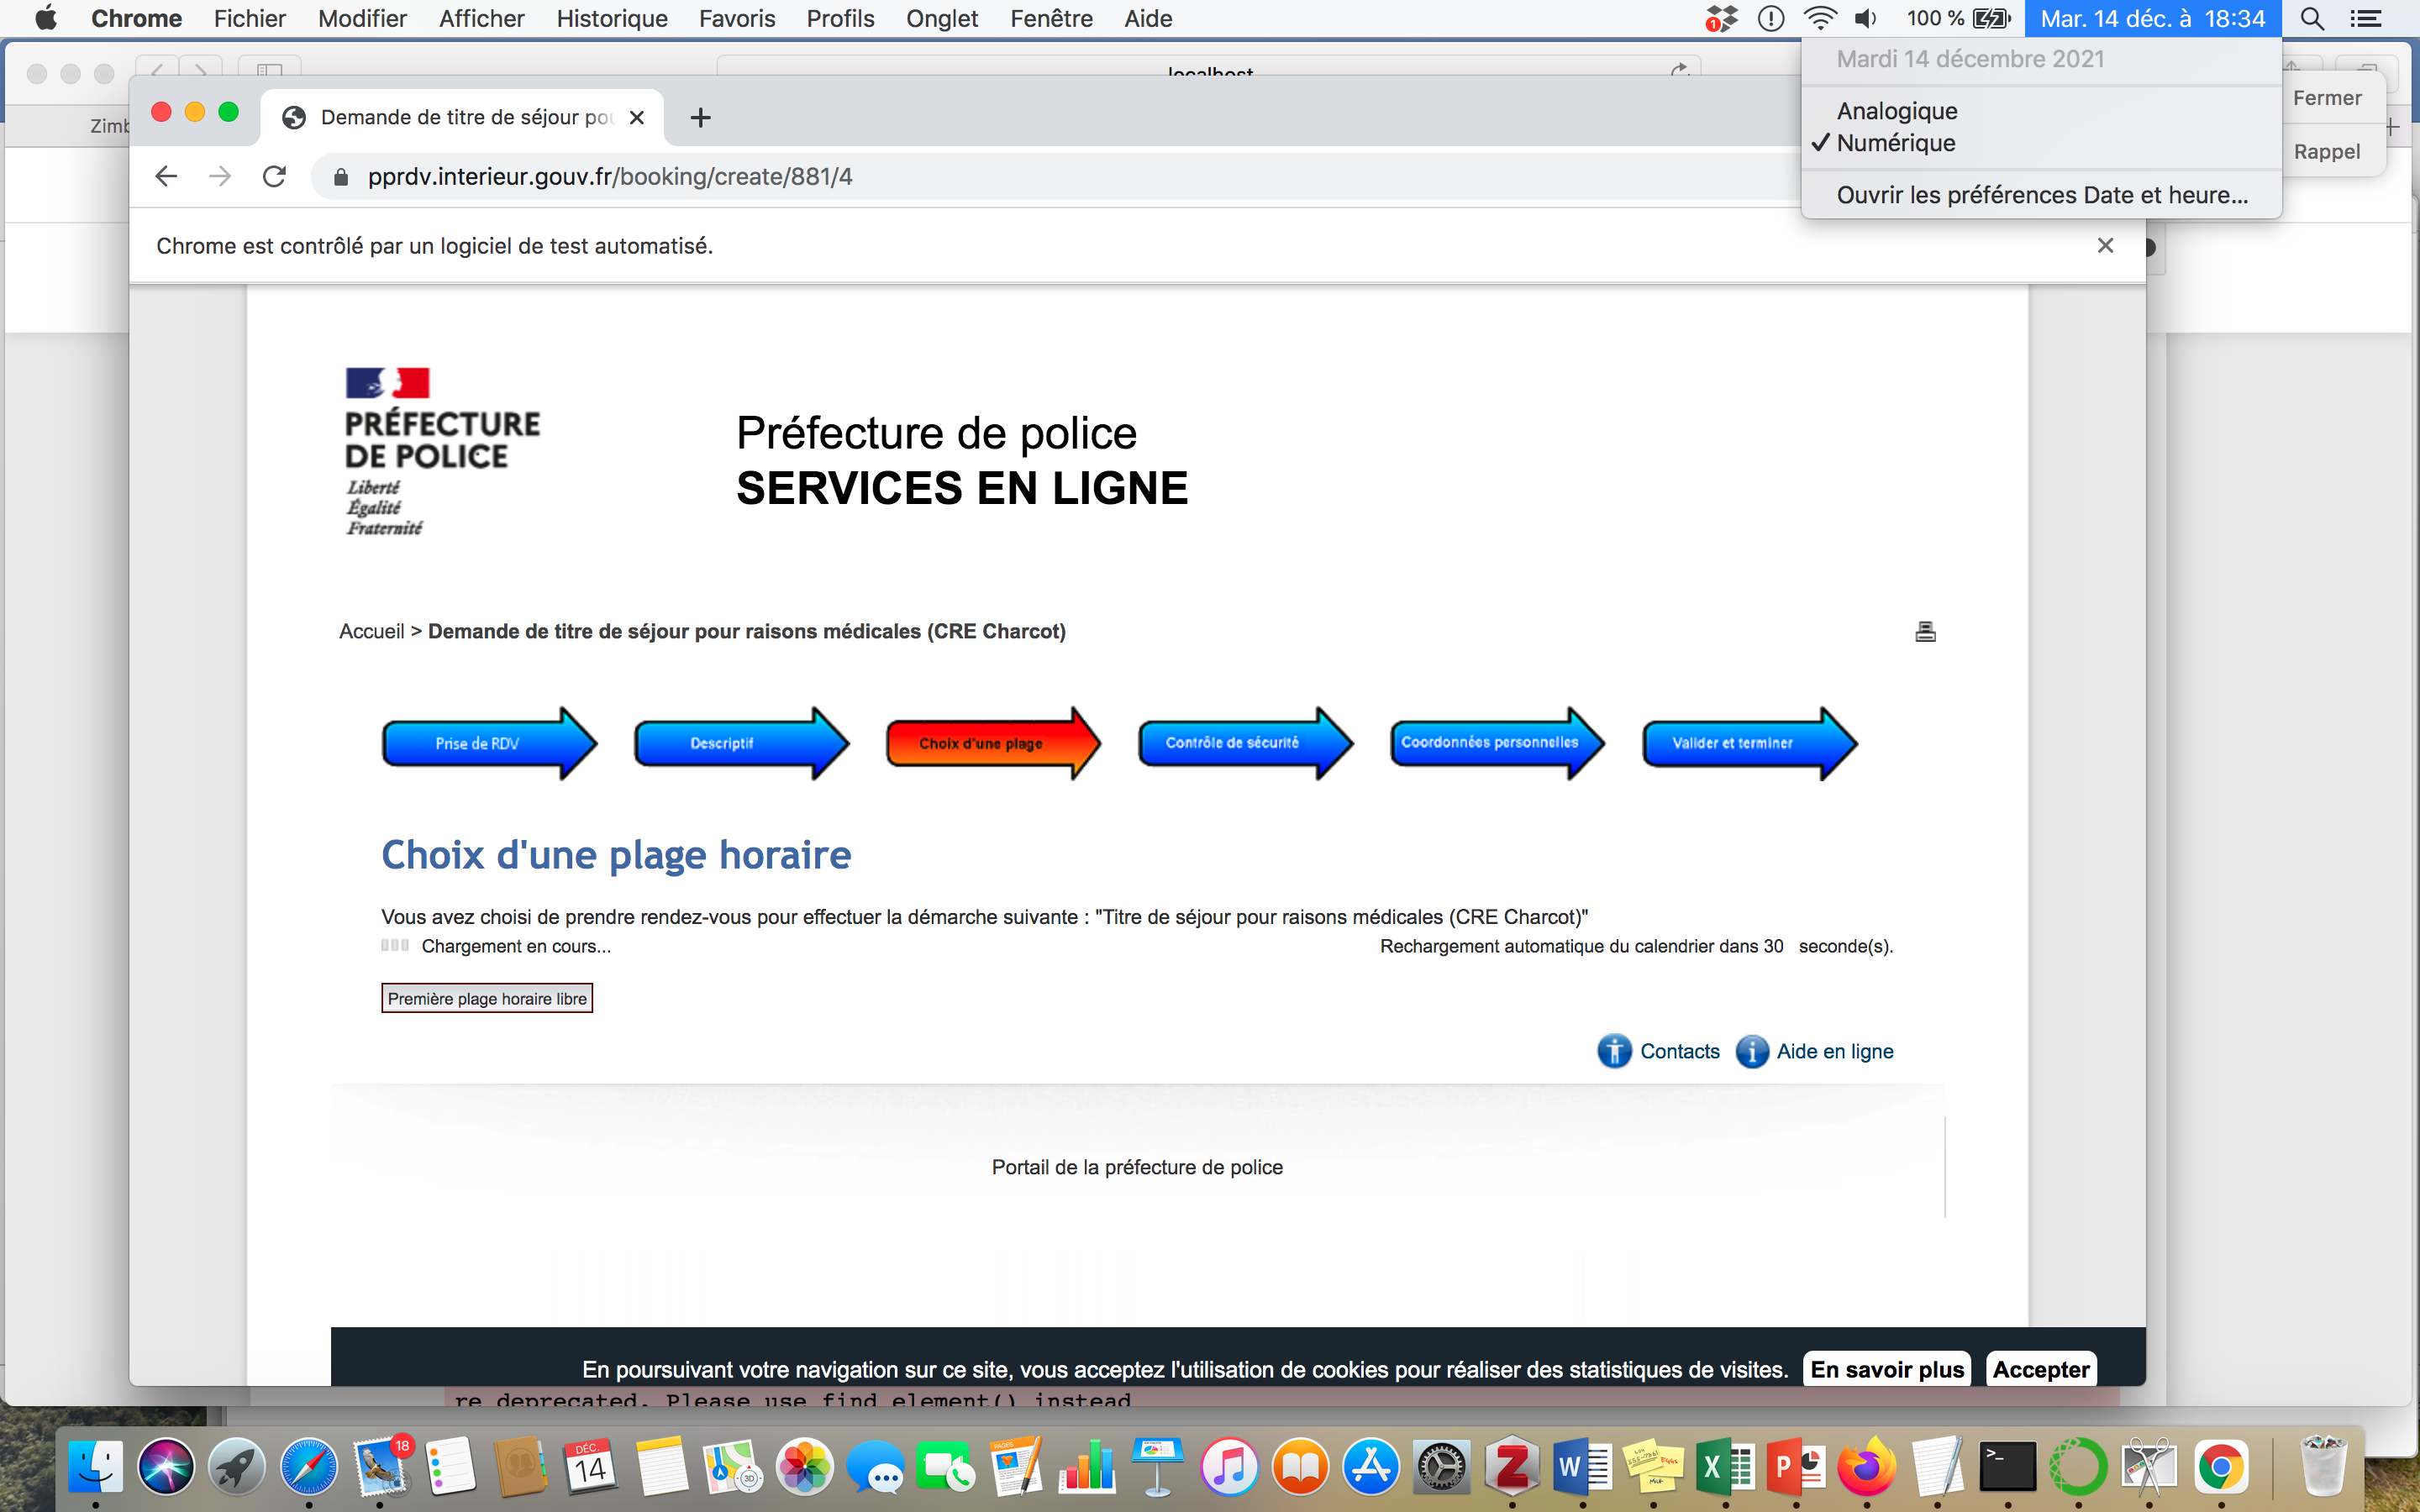 Chrome Fichier Modifier Afficher Historique Favoris Profils Onglet Fenêtre Aide
1 100 % Mar. 14 déc. à 18:34
Mardi 14 décembre 2021
Analogique
✓ Numérique
Ouvrir les préférences Date et heure...
Fermer
Rappel
localhost
Demande de titre de séjour
pprdv.interieur.gouv.fr/booking/create/881/4
Chrome est contrôlé par un logiciel de test automatisé.
PRÉFECTURE
DE POLICE
Liberté
Égalité
Fraternité
Préfecture de police
SERVICES EN LIGNE
Accueil > Demande de titre de séjour pour raisons médicales (CRE Charcot)
Prise de RDV
Descriptif
Choix d'une plage
Contrôle de sécurité
Coordonnées personnelles
Valider et terminer
Choix d'une plage horaire
Vous avez choisi de prendre rendez-vous pour effectuer la démarche suivante : "Titre de séjour pour raisons médicales (CRE Charcot)"
Chargement en cours...
Rechargement automatique du calendrier dans 30 seconde(s).
Première plage horaire libre
Contacts
Aide en ligne
Portail de la préfecture de police
En poursuivant votre navigation sur ce site, vous acceptez l'utilisation de cookies pour réaliser des statistiques de visites. En savoir plus Accepter
re deprecated. Please use find_element() instead
18
DÉC.
14
3D
PAGES
Z
W
X
P
>_